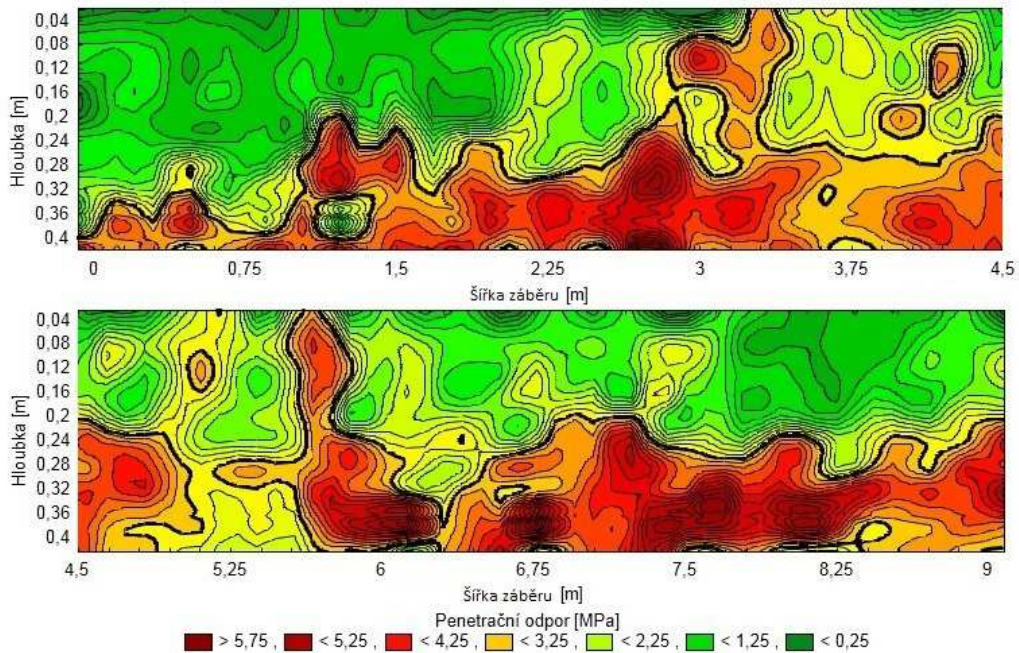 Hloubka [m]
0,04
0,08
0,12
0,16
0,2
0,24
0,28
0,32
0,36
0,4
0 0,75 1,5 2,25 3 3,75 4,5
Šířka záběru [m]
Hloubka [m]
0,04
0,08
0,12
0,16
0,2
0,24
0,28
0,32
0,36
0,4
4,5 5,25 6 6,75 7,5 8,25 9
Šířka záběru [m]
Penetrační odpor [MPa]
> 5,75 , < 5,25 , < 4,25 , < 3,25 , < 2,25 , < 1,25 , < 0,25